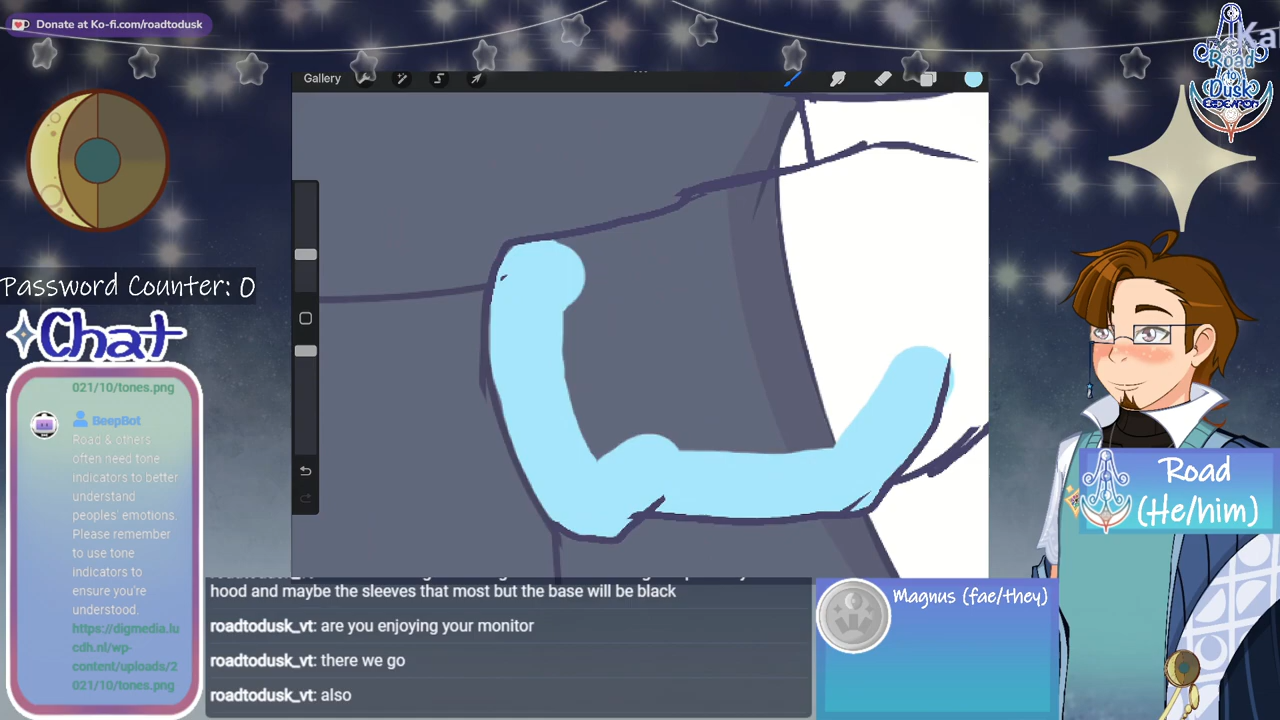 Donate at Ko-fi.com/roadtodusk
Ka
Road
to
Dusk
Gallery
Password Counter: 0
Chat
021/10/tones.png
BeepBot
Road & others
often need tone
indicators to better
understand
peoples' emotions.
Please remember
to use tone
indicators to
ensure you're
understood.
https://digmedia.lu
cdh.nl/wp-
content/uploads/2
021/10/tones.png
hood and maybe the sleeves that most but the base will be black
roadtodusk_vt: are you enjoying your monitor
roadtodusk_vt: there we go
roadtodusk_vt: also
Magnus (fae/they)
Road
(He/him)